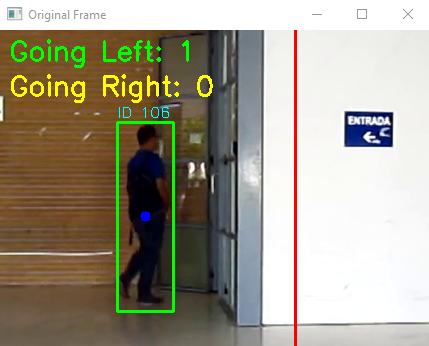 Original Frame
Going Left: 1
Going Right: 0
ID 106
ENTRADA